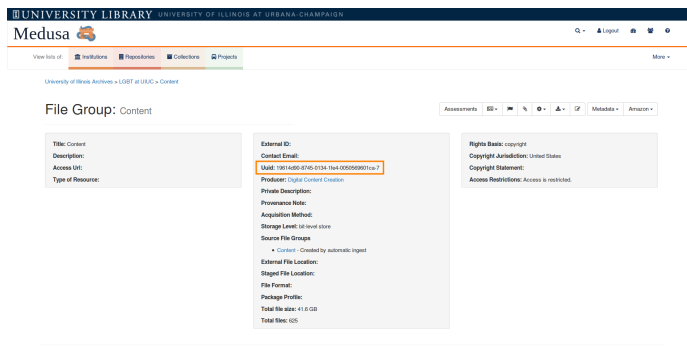 UNIVERSITY LIBRARY UNIVERSITY OF ILLINOIS AT URBANA-CHAMPAIGN
Medusa
Logout
View lists of: Institutions Repositories Collections Projects More
University of Illinois Archives > LGBT at UIUC > Content
File Group: Content
Assessments Metadata Amazon
Title: Content
Description:
Access Url:
Type of Resource:
External ID:
Contact Email:
Uuid: 19614d90-8745-0134-1fe4-0050569601ca-7
Producer: Digital Content Creation
Private Description:
Provenance Note:
Acquisition Method:
Storage Level: bit-level store
Source File Groups
Content - Created by automatic ingest
External File Location:
Staged File Location:
File Format:
Package Profile:
Total file size: 41.6 GB
Total files: 625
Rights Basis: copyright
Copyright Jurisdiction: United States
Copyright Statement:
Access Restrictions: Access is restricted.